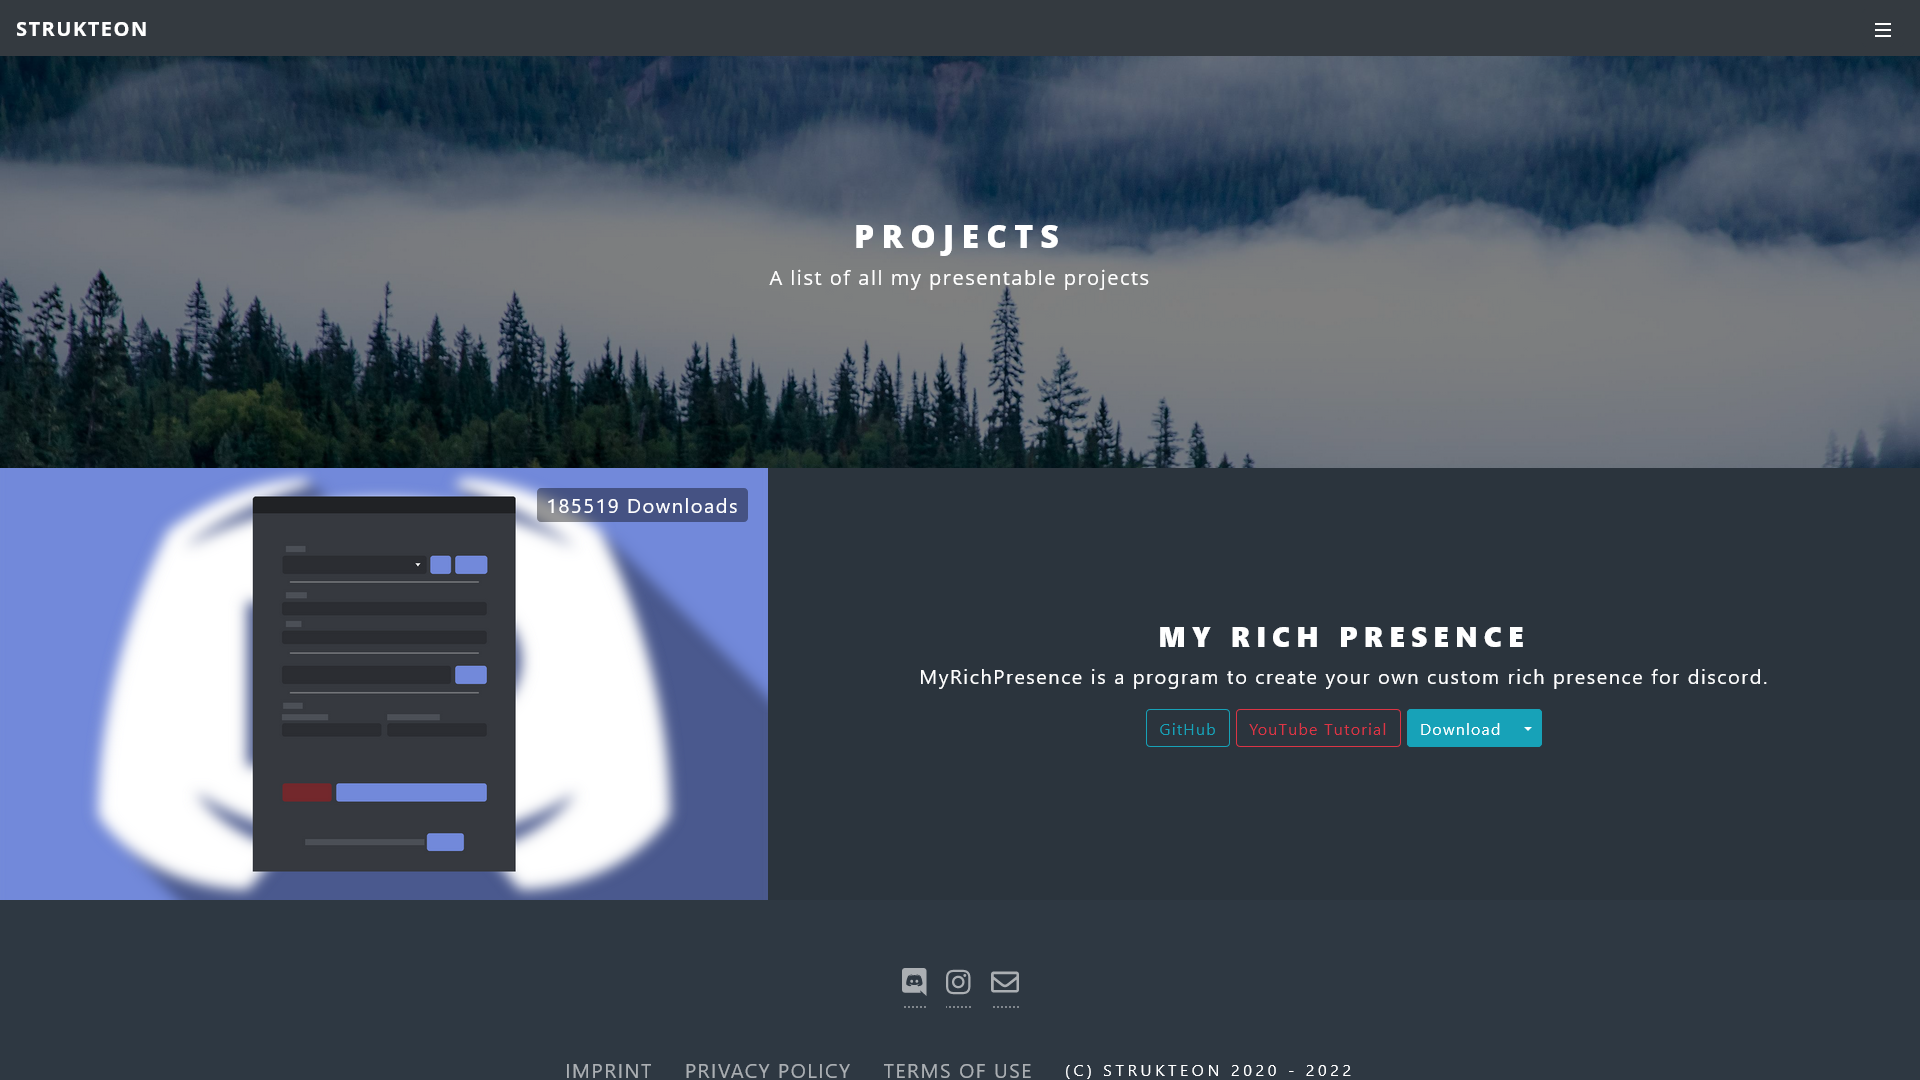 STRUKTEON
PROJECTS
A list of all my presentable projects
185519 Downloads
MY RICH PRESENCE
MyRichPresence is a program to create your own custom rich presence for discord.
GitHub YouTube Tutorial Download
IMPRINT PRIVACY POLICY TERMS OF USE (C) STRUKTEON 2020 - 2022